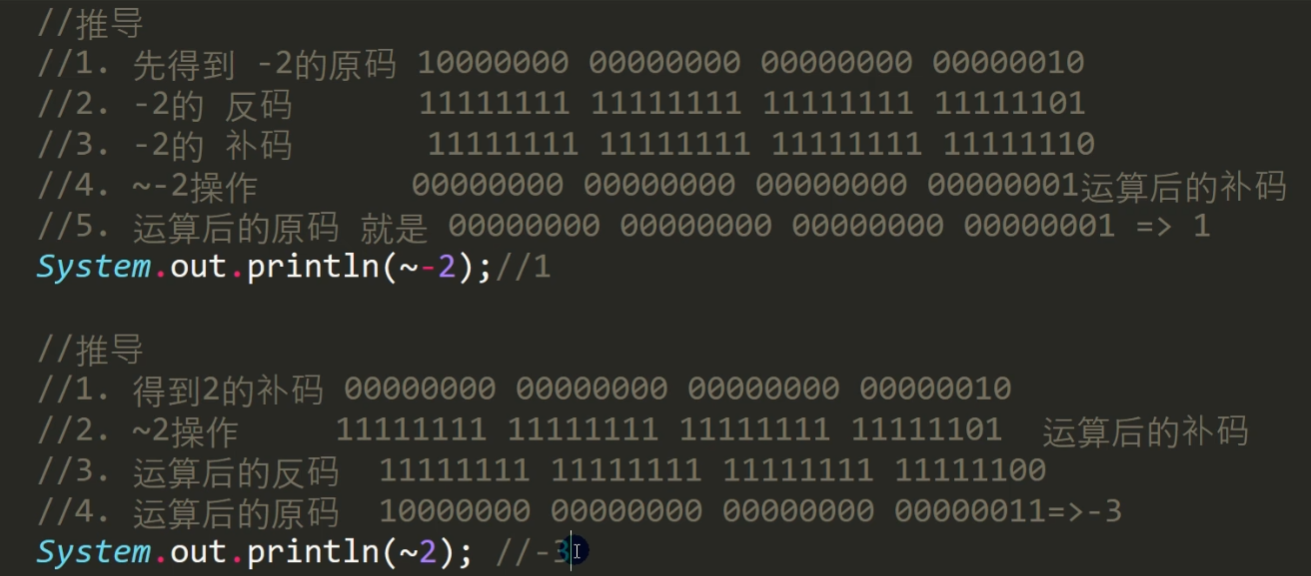 //推导
//1. 先得到 -2的原码 10000000 00000000 00000000 00000010
//2. -2的 反码 11111111 11111111 11111111 11111101
//3. -2的 补码 11111111 11111111 11111111 11111110
//4. ~-2操作 00000000 00000000 00000000 00000001运算后的补码
//5. 运算后的原码 就是 00000000 00000000 00000000 00000001 => 1
System.out.println(~-2);//1
//推导
//1. 得到2的补码 00000000 00000000 00000000 00000010
//2. ~2操作 11111111 11111111 11111111 11111101 运算后的补码
//3. 运算后的反码 11111111 11111111 11111111 11111100
//4. 运算后的原码 10000000 00000000 00000000 00000011=>-3
System.out.println(~2); //-3